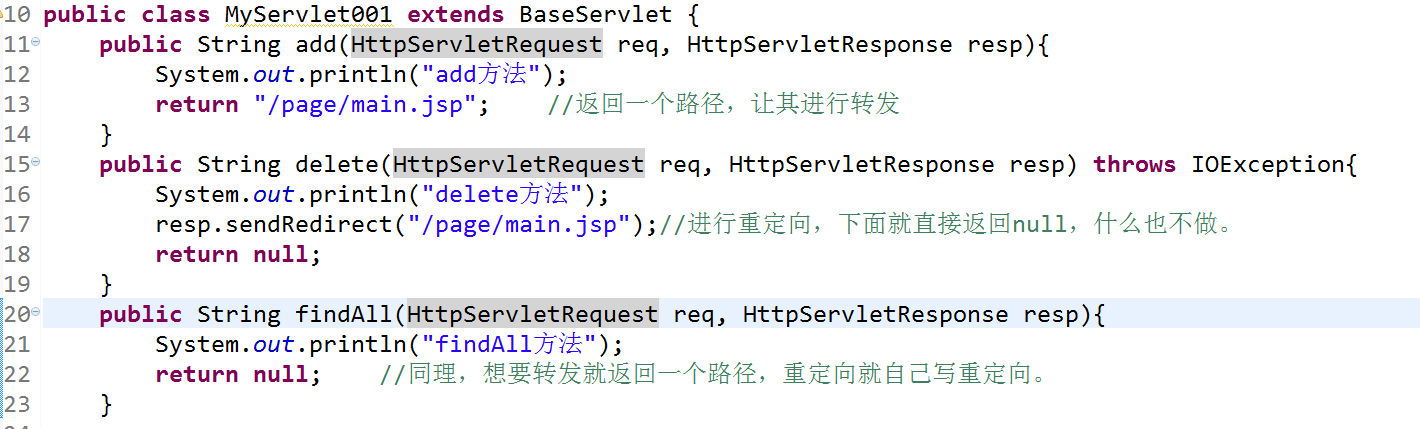 10 public class MyServlet001 extends BaseServlet {
11 public String add(HttpServletRequest req, HttpServletResponse resp){
12 System.out.println("add方法");
13 return "/page/main.jsp"; //返回一个路径，让其进行转发
14 }
15 public String delete(HttpServletRequest req, HttpServletResponse resp) throws IOException{
16 System.out.println("delete方法");
17 resp.sendRedirect("/page/main.jsp");//进行重定向，下面就直接返回null，什么也不做。
18 return null;
19 }
20 public String findAll(HttpServletRequest req, HttpServletResponse resp){
21 System.out.println("findAll方法");
22 return null; //同理，想要转发就返回一个路径，重定向就自己写重定向。
23 }